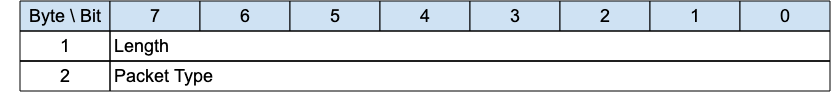 Byte \ Bit 7 6 5 4 3 2 1 0
1 Length
2 Packet Type